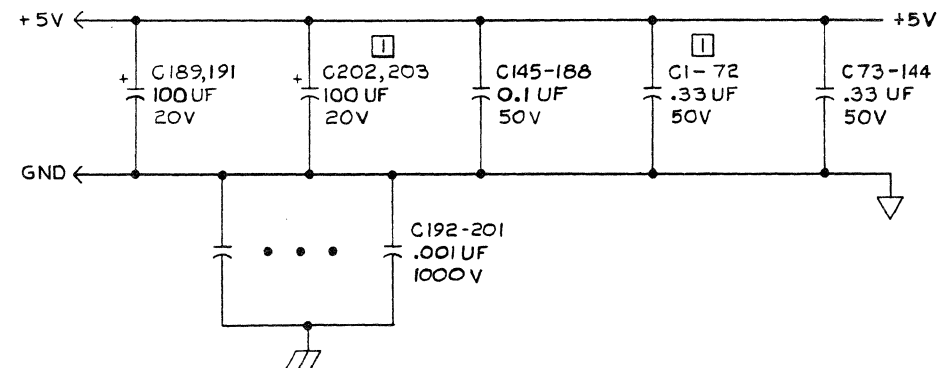 +5V
+5V
1
1
+
C189,191
100 UF
20V
+
C202,203
100 UF
20V
C145-188
0.1 UF
50V
C1-72
.33 UF
50V
C73-144
.33 UF
50V
GND
C192-201
.001 UF
1000V